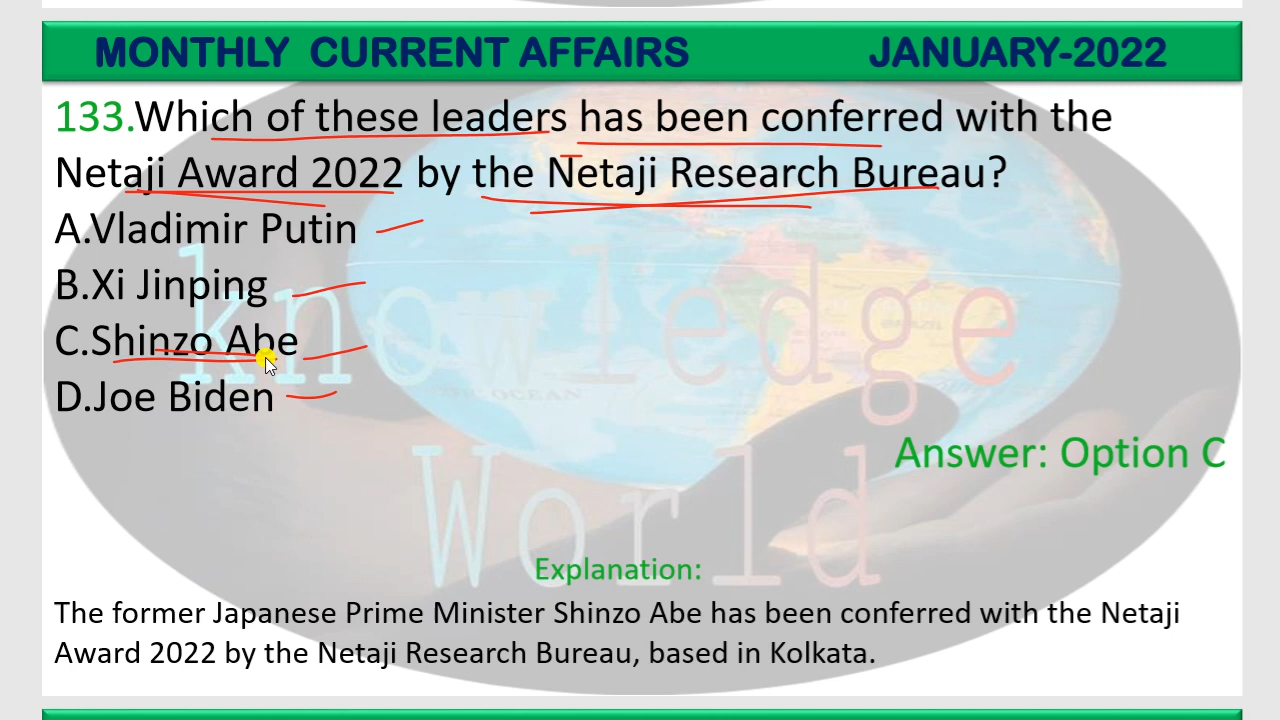 MONTHLY CURRENT AFFAIRS JANUARY-2022
133.Which of these leaders has been conferred with the
Netaji Award 2022 by the Netaji Research Bureau?
A.Vladimir Putin
B.Xi Jinping
C.Shinzo Abe
D.Joe Biden
knowledge
World
Answer: Option C
Explanation:
The former Japanese Prime Minister Shinzo Abe has been conferred with the Netaji
Award 2022 by the Netaji Research Bureau, based in Kolkata.